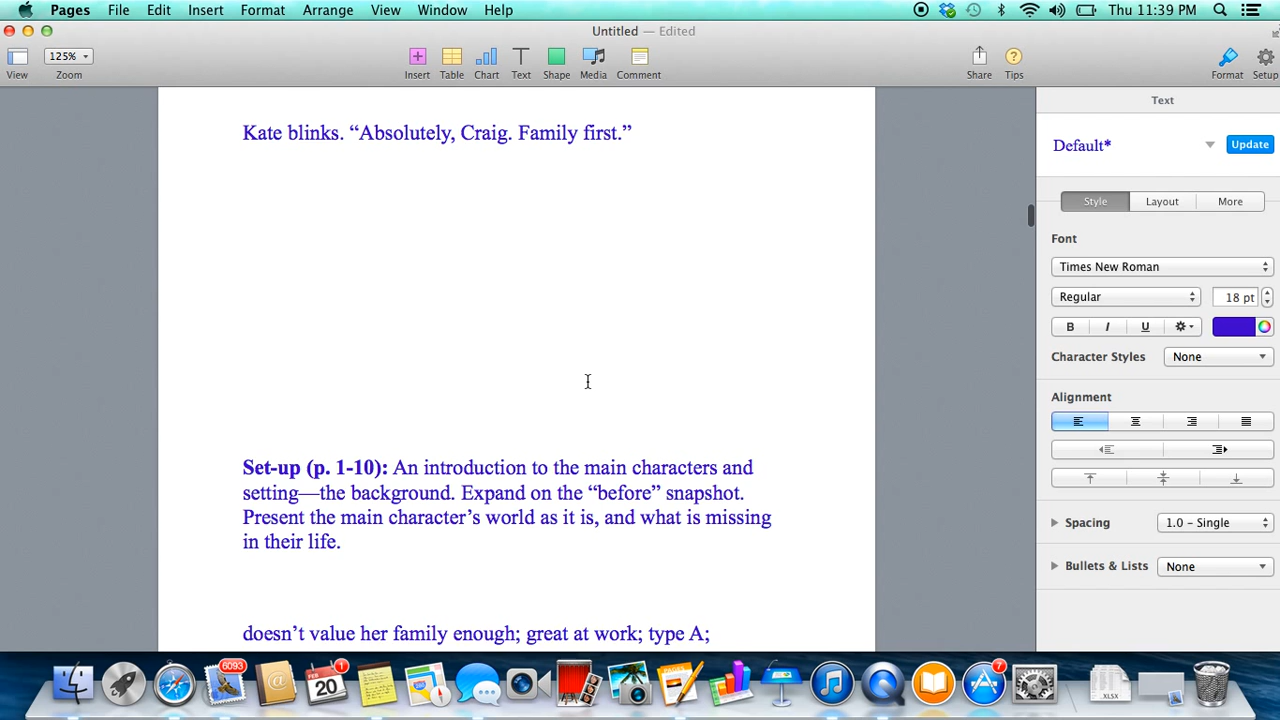 Pages File Edit Insert Format Arrange View Window Help Thu 11:39 PM
Untitled — Edited
125%
View Zoom Insert Table Chart Text Shape Media Comment Share Tips Format Setup
Text
Kate blinks. “Absolutely, Craig. Family first.”
Set-up (p. 1-10): An introduction to the main characters and
setting—the background. Expand on the “before” snapshot.
Present the main character’s world as it is, and what is missing
in their life.
doesn’t value her family enough; great at work; type A;
Default* Update
Style Layout More
Font
Times New Roman
Regular 18 pt
B I U
Character Styles None
Alignment
Spacing 1.0 - Single
Bullets & Lists None
6093
FEB 1
20
7
XLSX